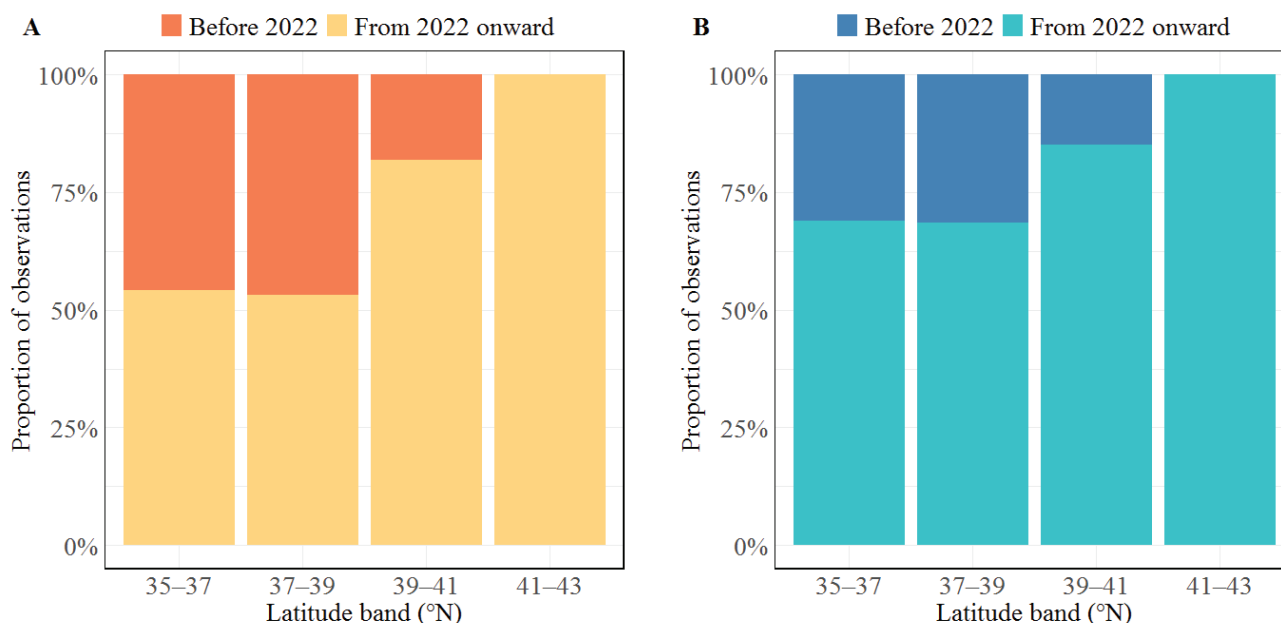 A Before 2022 From 2022 onward
100%
75%
50%
25%
0%
Proportion of observations
35–37 37–39 39–41 41–43
Latitude band (°N)
B Before 2022 From 2022 onward
100%
75%
50%
25%
0%
Proportion of observations
35–37 37–39 39–41 41–43
Latitude band (°N)